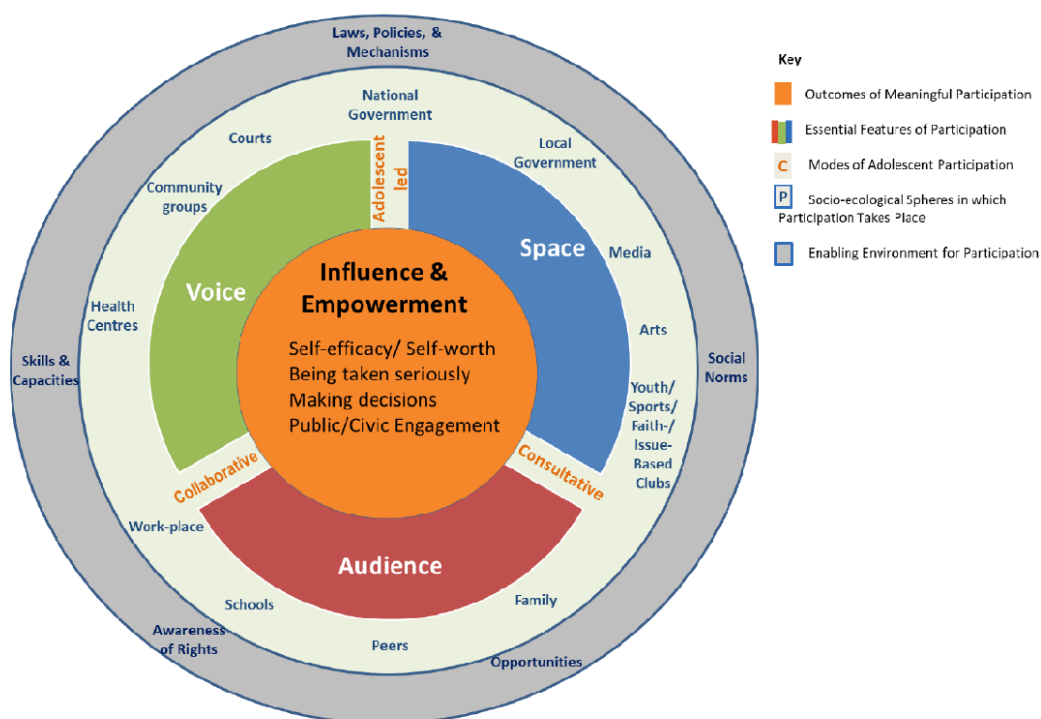 Laws, Policies, &
Mechanisms
National
Government
Courts
Local
Government
Community
groups
Adolescent
led
Space
Media
Voice
Influence &
Empowerment
Self-efficacy/ Self-worth
Being taken seriously
Making decisions
Public/Civic Engagement
Health
Centres
Arts
Skills &
Capacities
Social
Norms
Youth/
Sports/
Faith-/
Issue-
Based
Clubs
Collaborative
Consultative
Work-place
Audience
Schools
Family
Peers
Awareness
of Rights
Opportunities
Key
Outcomes of Meaningful Participation
Essential Features of Participation
C Modes of Adolescent Participation
P Socio-ecological Spheres in which
Participation Takes Place
Enabling Environment for Participation